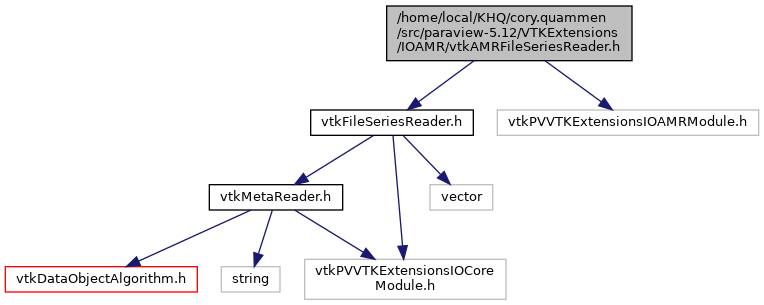 /home/local/KHQ/cory.quammen
/src/paraview-5.12/VTKExtensions
/IOAMR/vtkAMRFileSeriesReader.h
vtkFileSeriesReader.h
vtkPVVTKExtensionsIOAMRModule.h
vtkMetaReader.h
vector
vtkDataObjectAlgorithm.h
string
vtkPVVTKExtensionsIOCore
Module.h